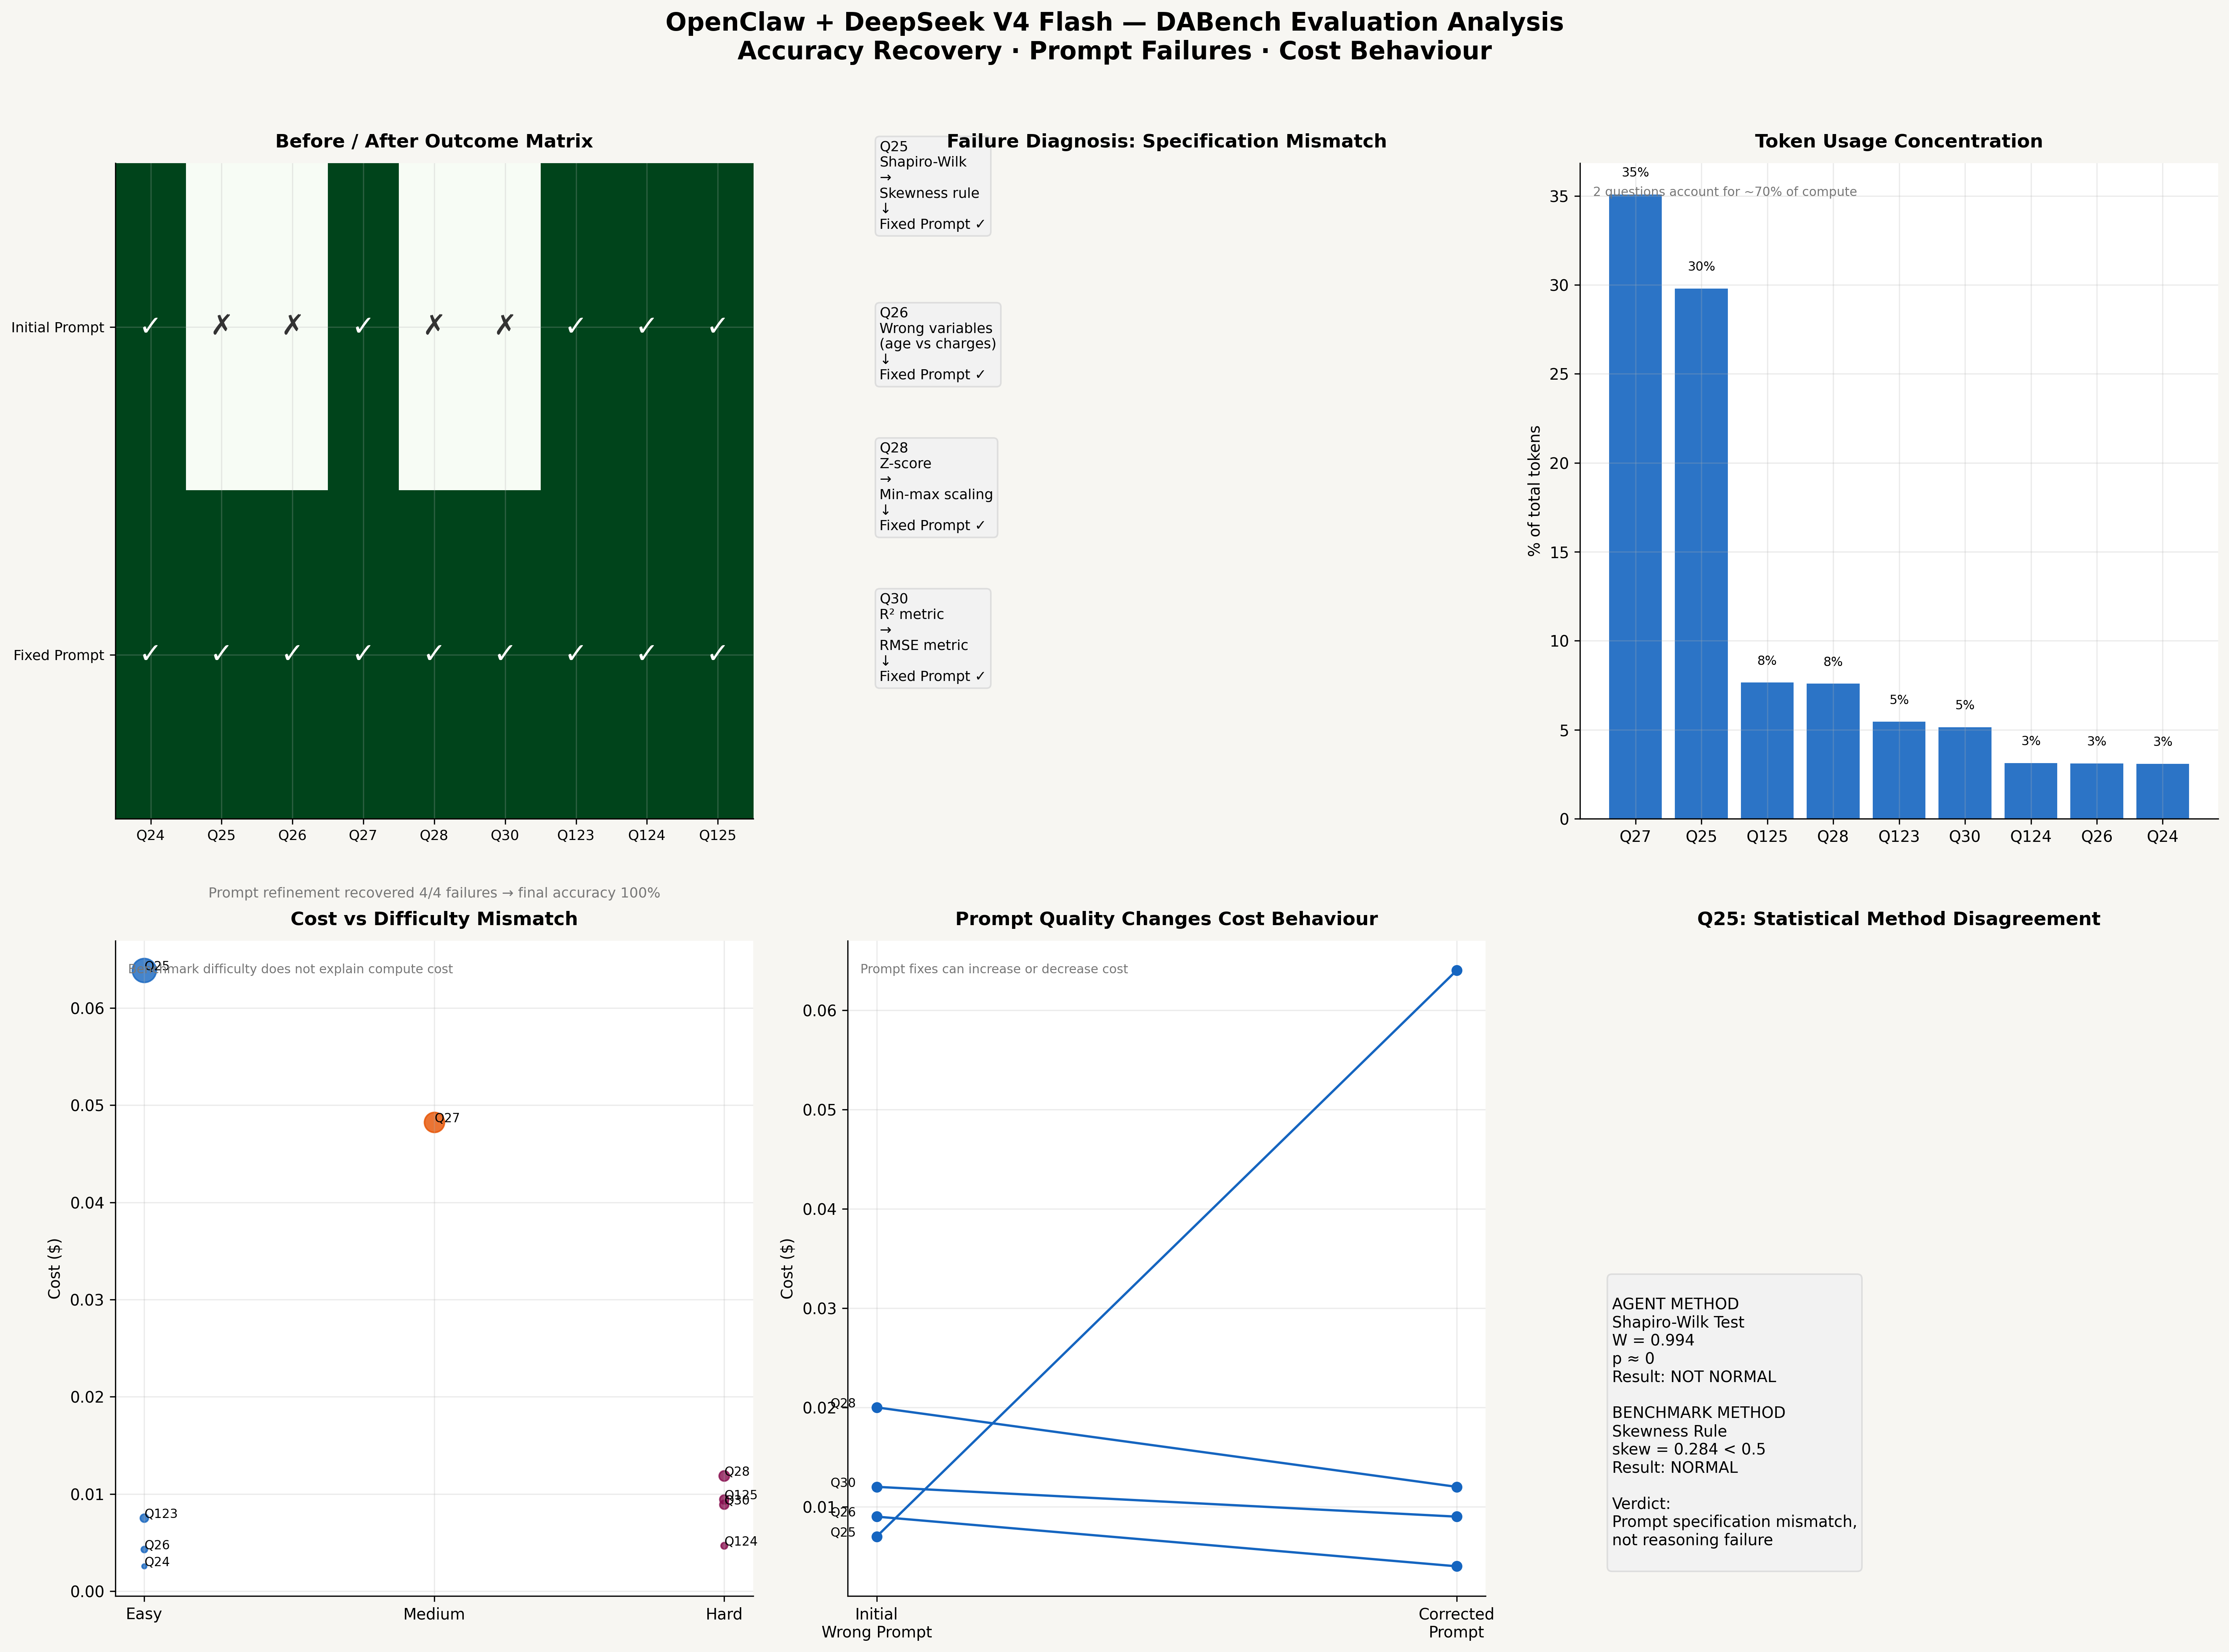 OpenClaw + DeepSeek V4 Flash — DABench Evaluation Analysis
Accuracy Recovery · Prompt Failures · Cost Behaviour
Before / After Outcome Matrix
Initial Prompt
✓ ✗ ✗ ✓ ✗ ✗ ✓ ✓ ✓
Fixed Prompt
✓ ✓ ✓ ✓ ✓ ✓ ✓ ✓ ✓
Q24 Q25 Q26 Q27 Q28 Q30 Q123 Q124 Q125
Prompt refinement recovered 4/4 failures → final accuracy 100%
Failure Diagnosis: Specification Mismatch
Q25
Shapiro-Wilk
→
Skewness rule
↓
Fixed Prompt ✓
Q26
Wrong variables
(age vs charges)
↓
Fixed Prompt ✓
Q28
Z-score
→
Min-max scaling
↓
Fixed Prompt ✓
Q30
R² metric
→
RMSE metric
↓
Fixed Prompt ✓
Token Usage Concentration
2 questions account for ~70% of compute
% of total tokens
35
30
25
20
15
10
5
0
35%
30%
8%
8%
5%
5%
3%
3%
3%
Q27 Q25 Q125 Q28 Q123 Q30 Q124 Q26 Q24
Cost vs Difficulty Mismatch
Benchmark difficulty does not explain compute cost
Cost ($)
0.06
0.05
0.04
0.03
0.02
0.01
0.00
Q25
Q27
Q28
Q125
Q30
Q123
Q124
Q26
Q24
Easy Medium Hard
Prompt Quality Changes Cost Behaviour
Prompt fixes can increase or decrease cost
Cost ($)
0.06
0.05
0.04
0.03
0.02
0.01
Q28
Q30
Q26
Q25
Initial
Wrong Prompt
Corrected
Prompt
Q25: Statistical Method Disagreement
AGENT METHOD
Shapiro-Wilk Test
W = 0.994
p ≈ 0
Result: NOT NORMAL
BENCHMARK METHOD
Skewness Rule
skew = 0.284 < 0.5
Result: NORMAL
Verdict:
Prompt specification mismatch,
not reasoning failure